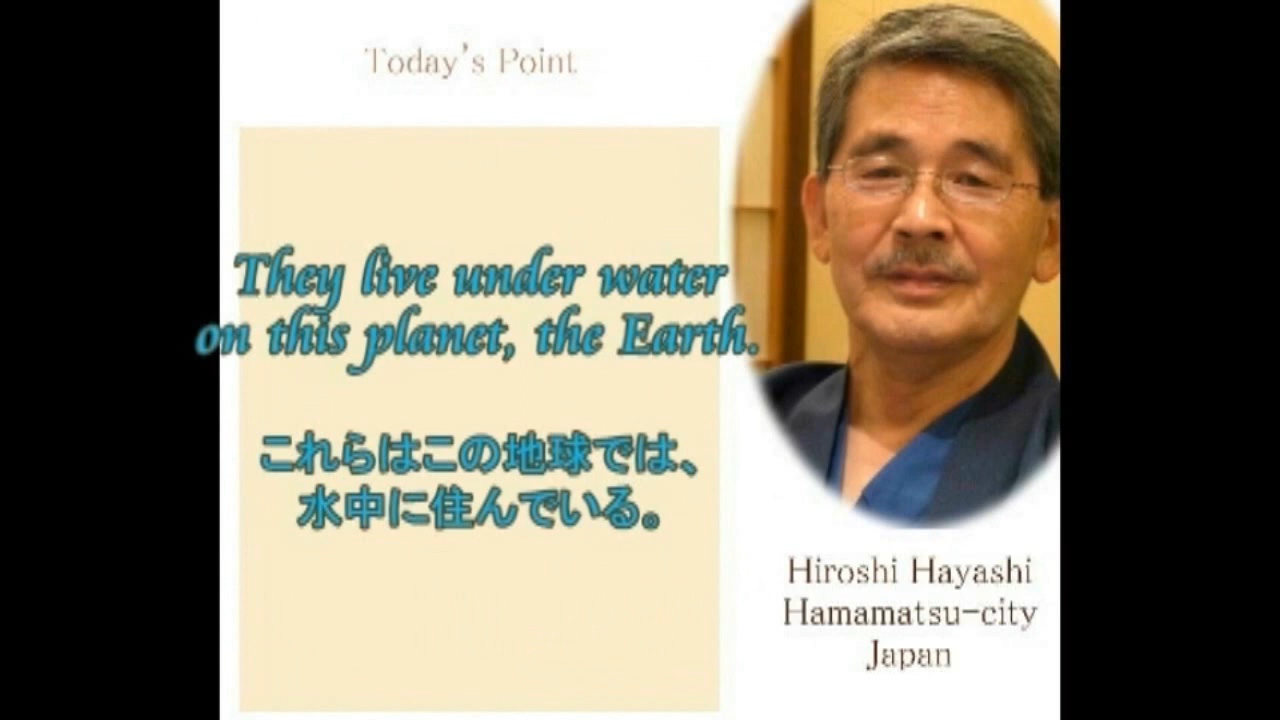 Today's Point
They live under water
on this planet, the Earth.
これらはこの地球では、
水中に住んでいる。
Hiroshi Hayashi
Hamamatsu-city
Japan